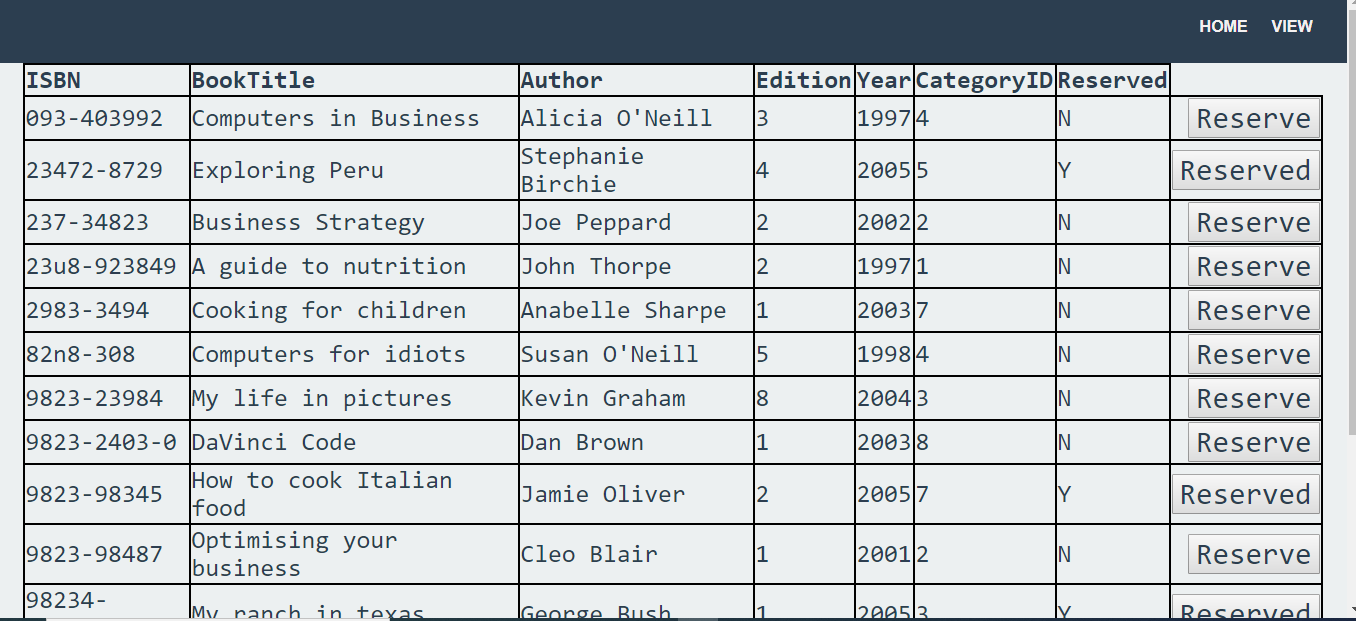 HOME VIEW
ISBN BookTitle Author Edition Year CategoryID Reserved
093-403992 Computers in Business Alicia O'Neill 3 1997 4 N Reserve
23472-8729 Exploring Peru Stephanie Birchie 4 2005 5 Y Reserved
237-34823 Business Strategy Joe Peppard 2 2002 2 N Reserve
23u8-923849 A guide to nutrition John Thorpe 2 1997 1 N Reserve
2983-3494 Cooking for children Anabelle Sharpe 1 2003 7 N Reserve
82n8-308 Computers for idiots Susan O'Neill 5 1998 4 N Reserve
9823-23984 My life in pictures Kevin Graham 8 2004 3 N Reserve
9823-2403-0 DaVinci Code Dan Brown 1 2003 8 N Reserve
9823-98345 How to cook Italian food Jamie Oliver 2 2005 7 Y Reserved
9823-98487 Optimising your business Cleo Blair 1 2001 2 N Reserve
98234- My ranch in texas George Bush 1 2005 3 Y Reserved